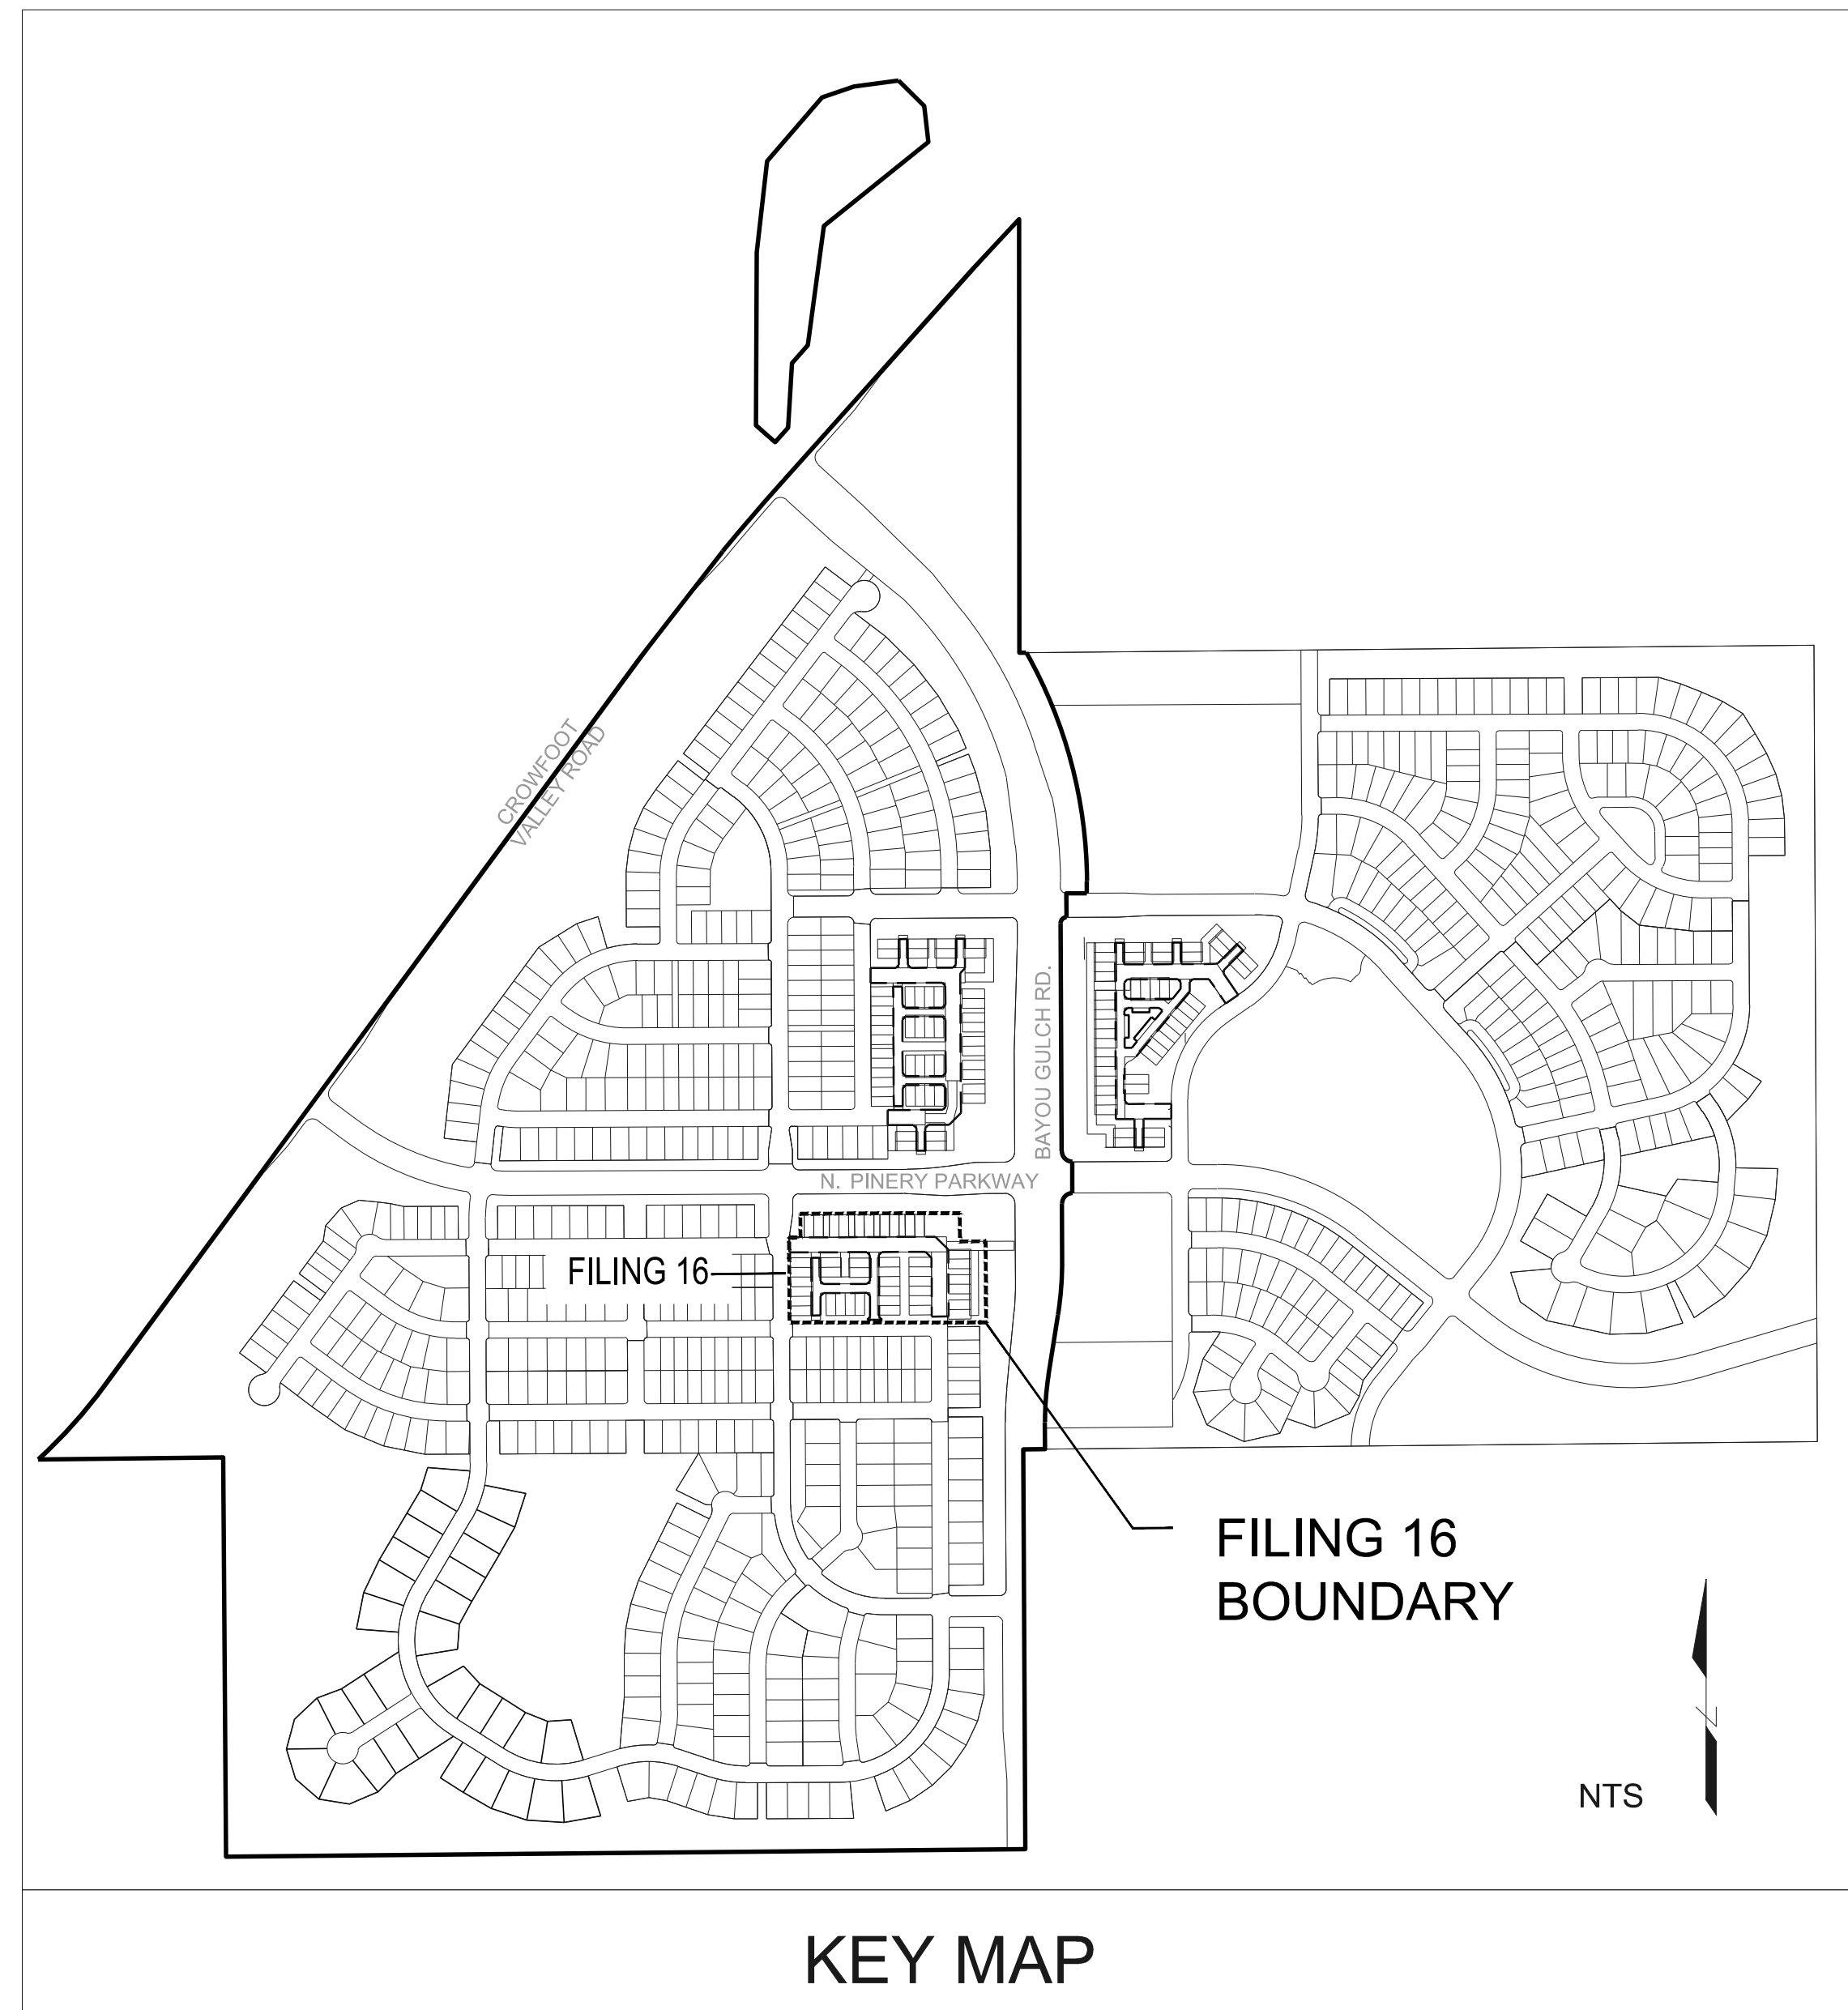 CROWFOOT
VALLEY ROAD
BAYOU GULCH RD.
N. PINERY PARKWAY
FILING 16
FILING 16
BOUNDARY
N
NTS
KEY MAP